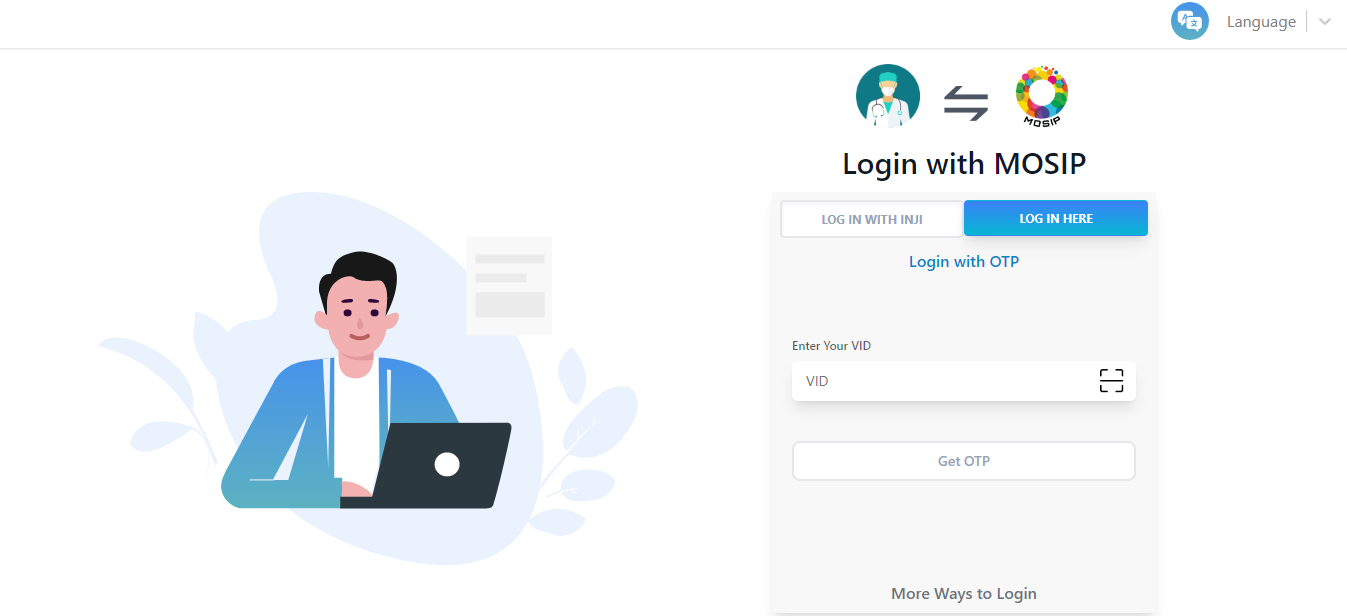 Language
MOSIP
Login with MOSIP
LOG IN WITH INJI
LOG IN HERE
Login with OTP
Enter Your VID
VID
Get OTP
More Ways to Login